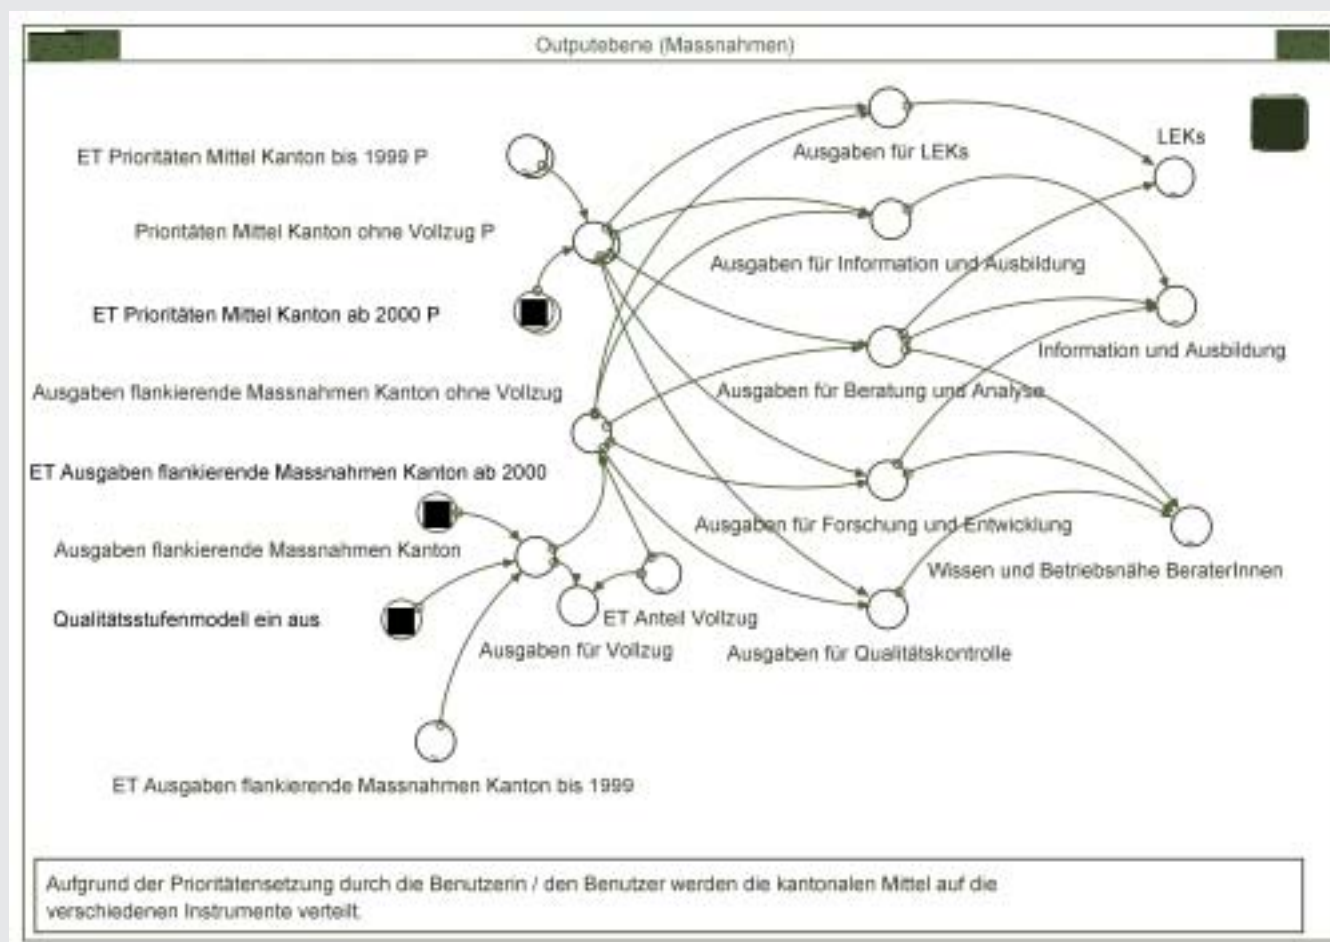 Outputebene (Massnahmen)
ET Prioritäten Mittel Kanton bis 1999 P
Ausgaben für LEKs
LEKs
Prioritäten Mittel Kanton ohne Vollzug P
Ausgaben für Information und Ausbildung
ET Prioritäten Mittel Kanton ab 2000 P
Information und Ausbildung
Ausgaben flankierende Massnahmen Kanton ohne Vollzug
Ausgaben für Beratung und Analyse
ET Ausgaben flankierende Massnahmen Kanton ab 2000
Ausgaben für Forschung und Entwicklung
Ausgaben flankierende Massnahmen Kanton
Wissen und Betriebsnähe BeraterInnen
Qualitätsstufenmodell ein aus
ET Anteil Vollzug
Ausgaben für Vollzug
Ausgaben für Qualitätskontrolle
ET Ausgaben flankierende Massnahmen Kanton bis 1999
Aufgrund der Prioritätensetzung durch die Benutzerin / den Benutzer werden die kantonalen Mittel auf die
verschiedenen Instrumente verteilt.